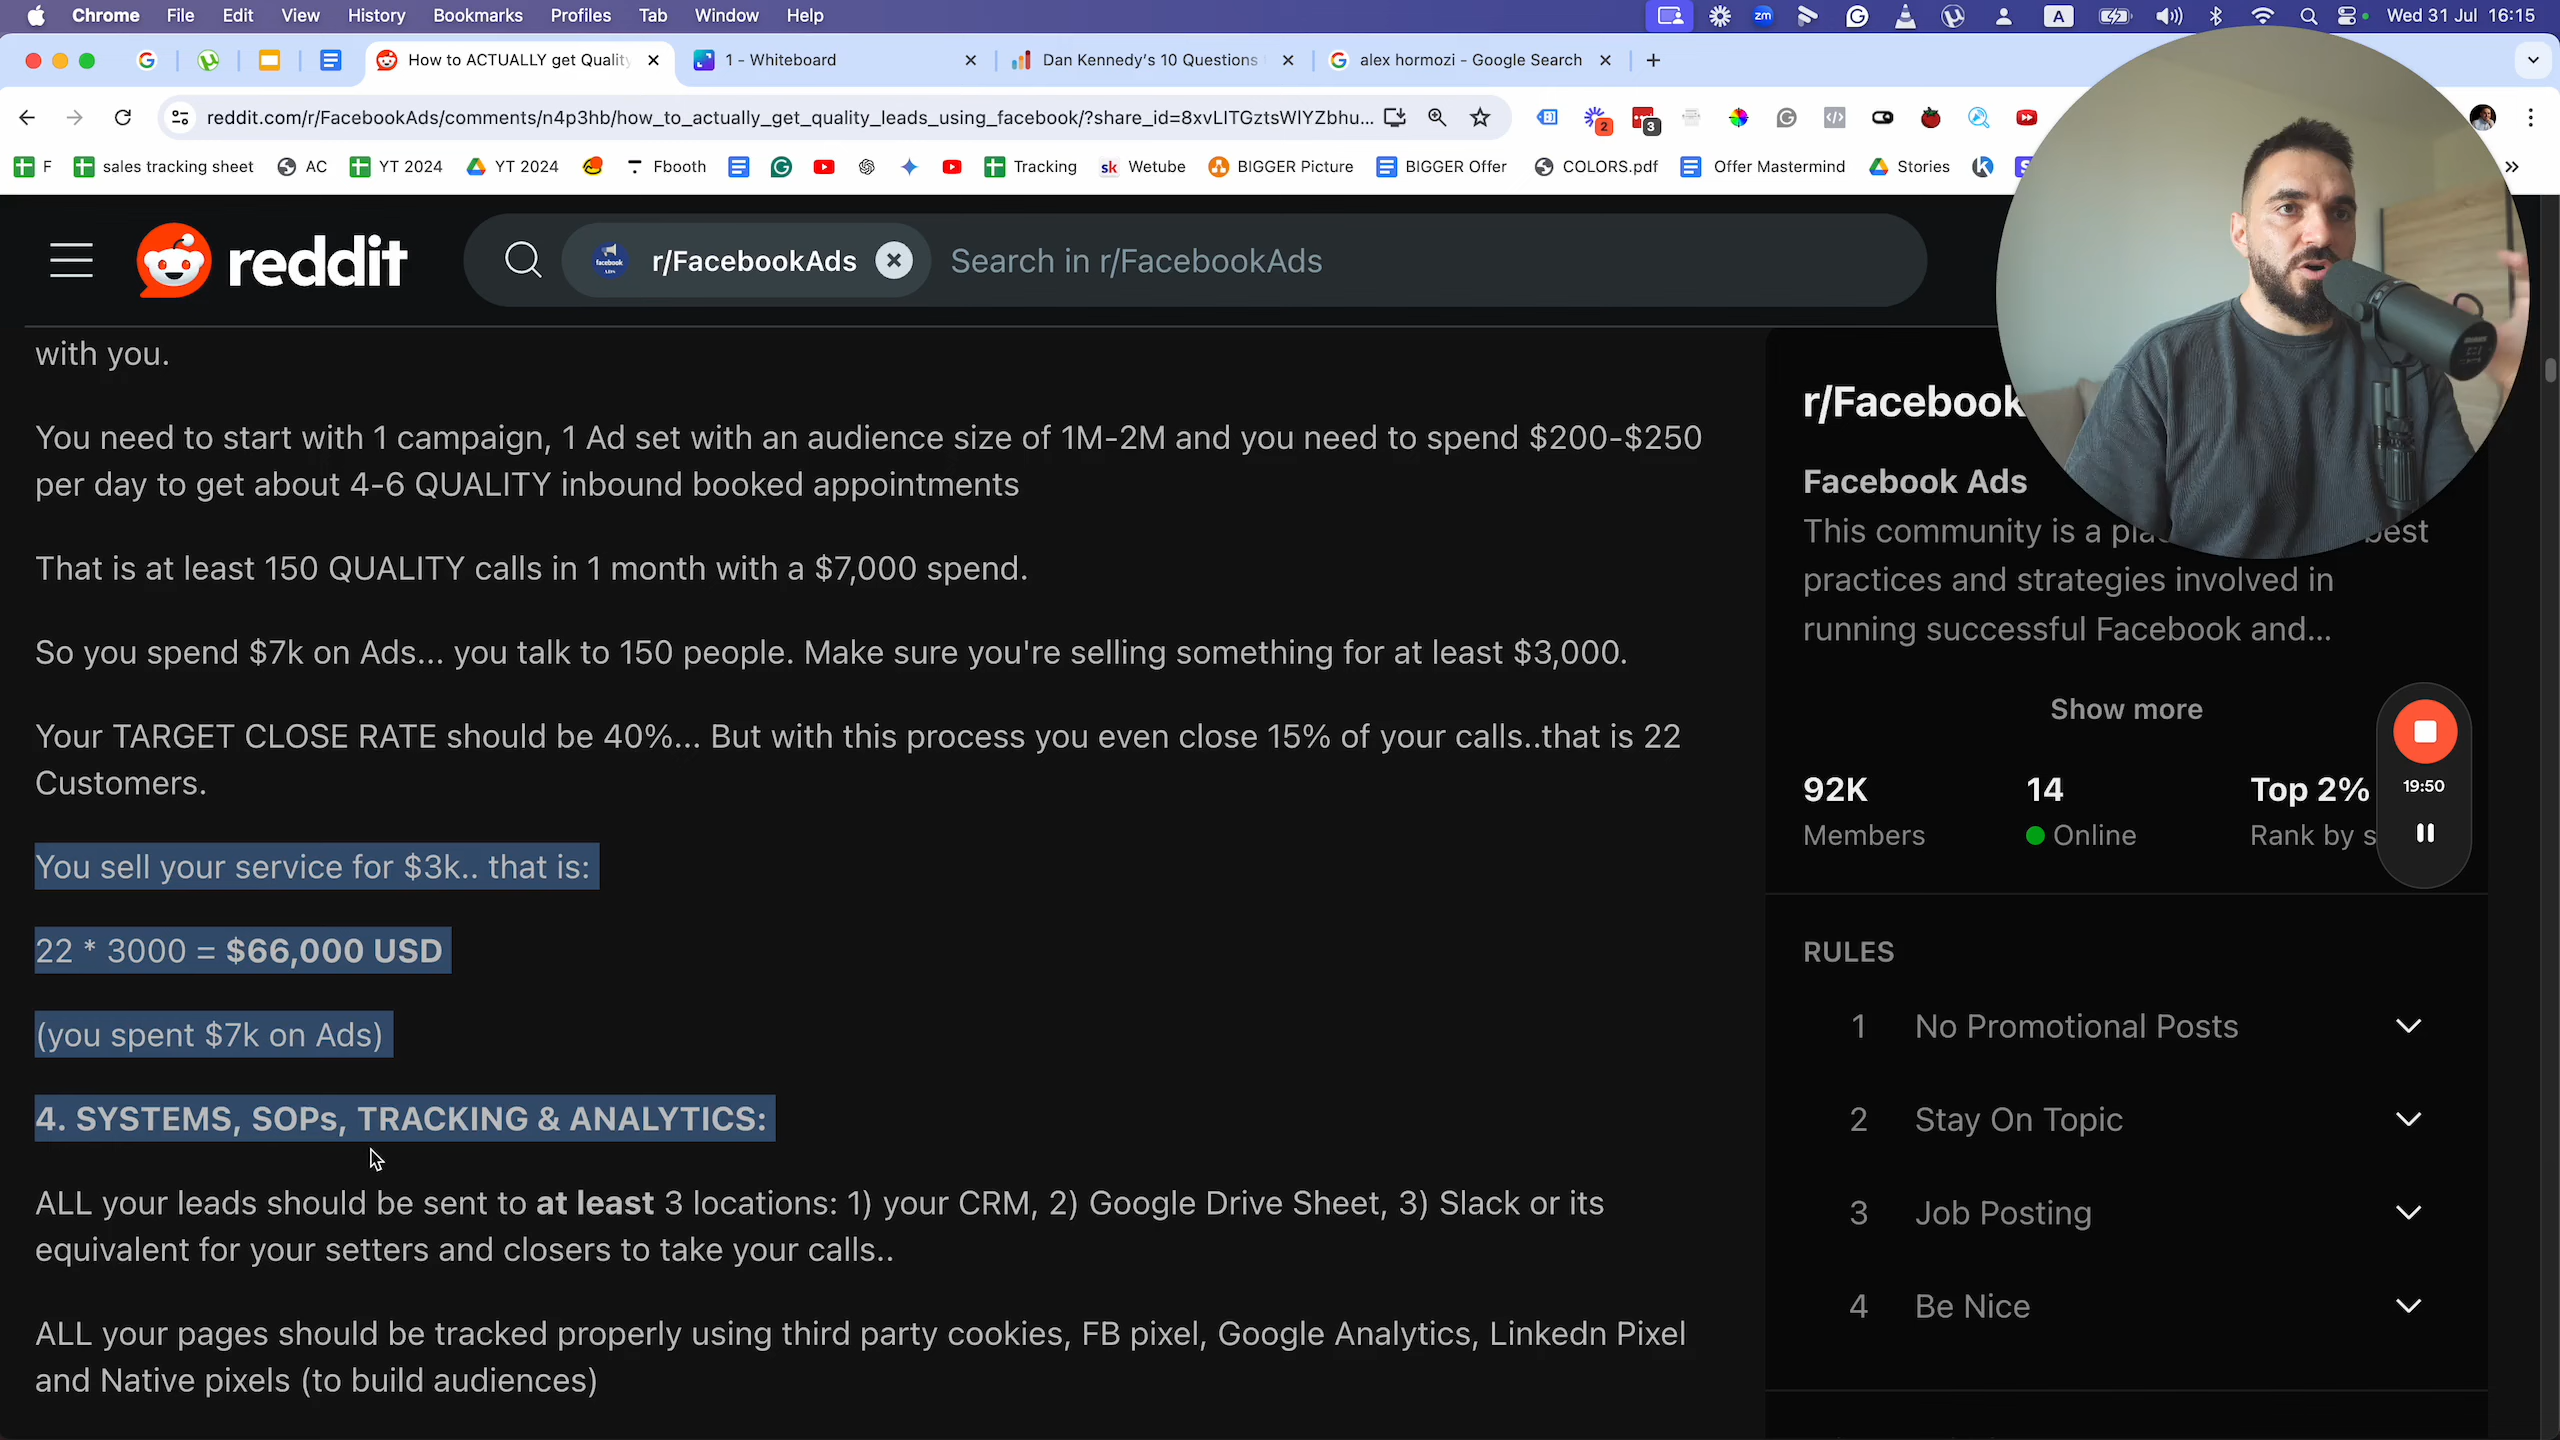 Chrome File Edit View History Bookmarks Profiles Tab Window Help
zm A Wed 31 Jul 16:15
How to ACTUALLY get Quality
1 - Whiteboard
Dan Kennedy's 10 Questions
alex hormozi - Google Search
reddit.com/r/FacebookAds/comments/n4p3hb/how_to_actually_get_quality_leads_using_facebook/?share_id=8xvLITGztsWlYZbhu...
2 3
F sales tracking sheet AC YT 2024 YT 2024 Fbooth Tracking sk Wetube BIGGER Picture BIGGER Offer COLORS.pdf Offer Mastermind Stories
reddit
r/FacebookAds
Search in r/FacebookAds
with you.
You need to start with 1 campaign, 1 Ad set with an audience size of 1M-2M and you need to spend $200-$250
per day to get about 4-6 QUALITY inbound booked appointments
That is at least 150 QUALITY calls in 1 month with a $7,000 spend.
So you spend $7k on Ads... you talk to 150 people. Make sure you're selling something for at least $3,000.
Your TARGET CLOSE RATE should be 40%... But with this process you even close 15% of your calls..that is 22
Customers.
You sell your service for $3k.. that is:
22 * 3000 = $66,000 USD
(you spent $7k on Ads)
4. SYSTEMS, SOPs, TRACKING & ANALYTICS:
ALL your leads should be sent to at least 3 locations: 1) your CRM, 2) Google Drive Sheet, 3) Slack or its
equivalent for your setters and closers to take your calls..
ALL your pages should be tracked properly using third party cookies, FB pixel, Google Analytics, Linkedn Pixel
and Native pixels (to build audiences)
r/Facebook
Facebook Ads
This community is a pla best
practices and strategies involved in
running successful Facebook and...
Show more
92K 14 Top 2%
Members Online Rank by s
19:50
RULES
1 No Promotional Posts
2 Stay On Topic
3 Job Posting
4 Be Nice